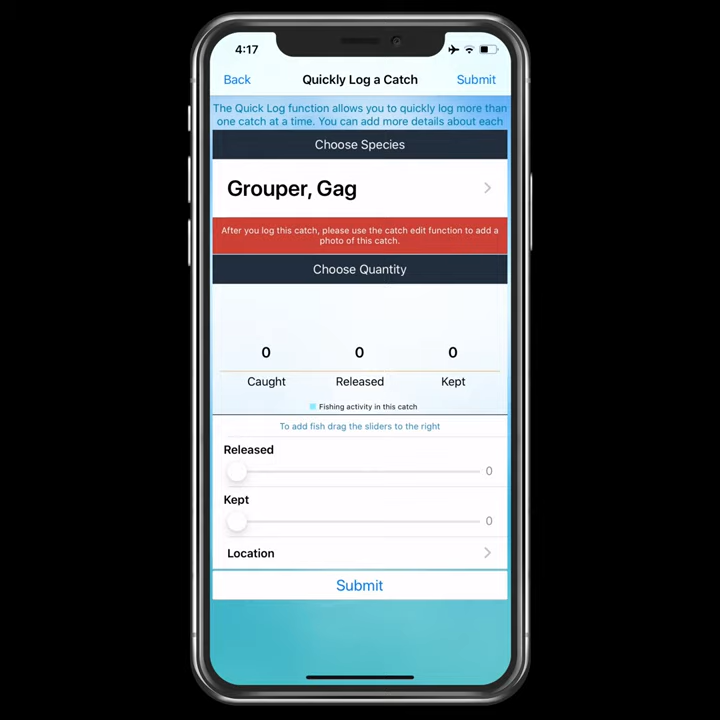 4:17
Back
Quickly Log a Catch
Submit
The Quick Log function allows you to quickly log more than
one catch at a time. You can add more details about each
Choose Species
Grouper, Gag
After you log this catch, please use the catch edit function to add a
photo of this catch.
Choose Quantity
0 0 0
Caught Released Kept
Fishing activity in this catch
To add fish drag the sliders to the right
Released
0
Kept
0
Location
Submit